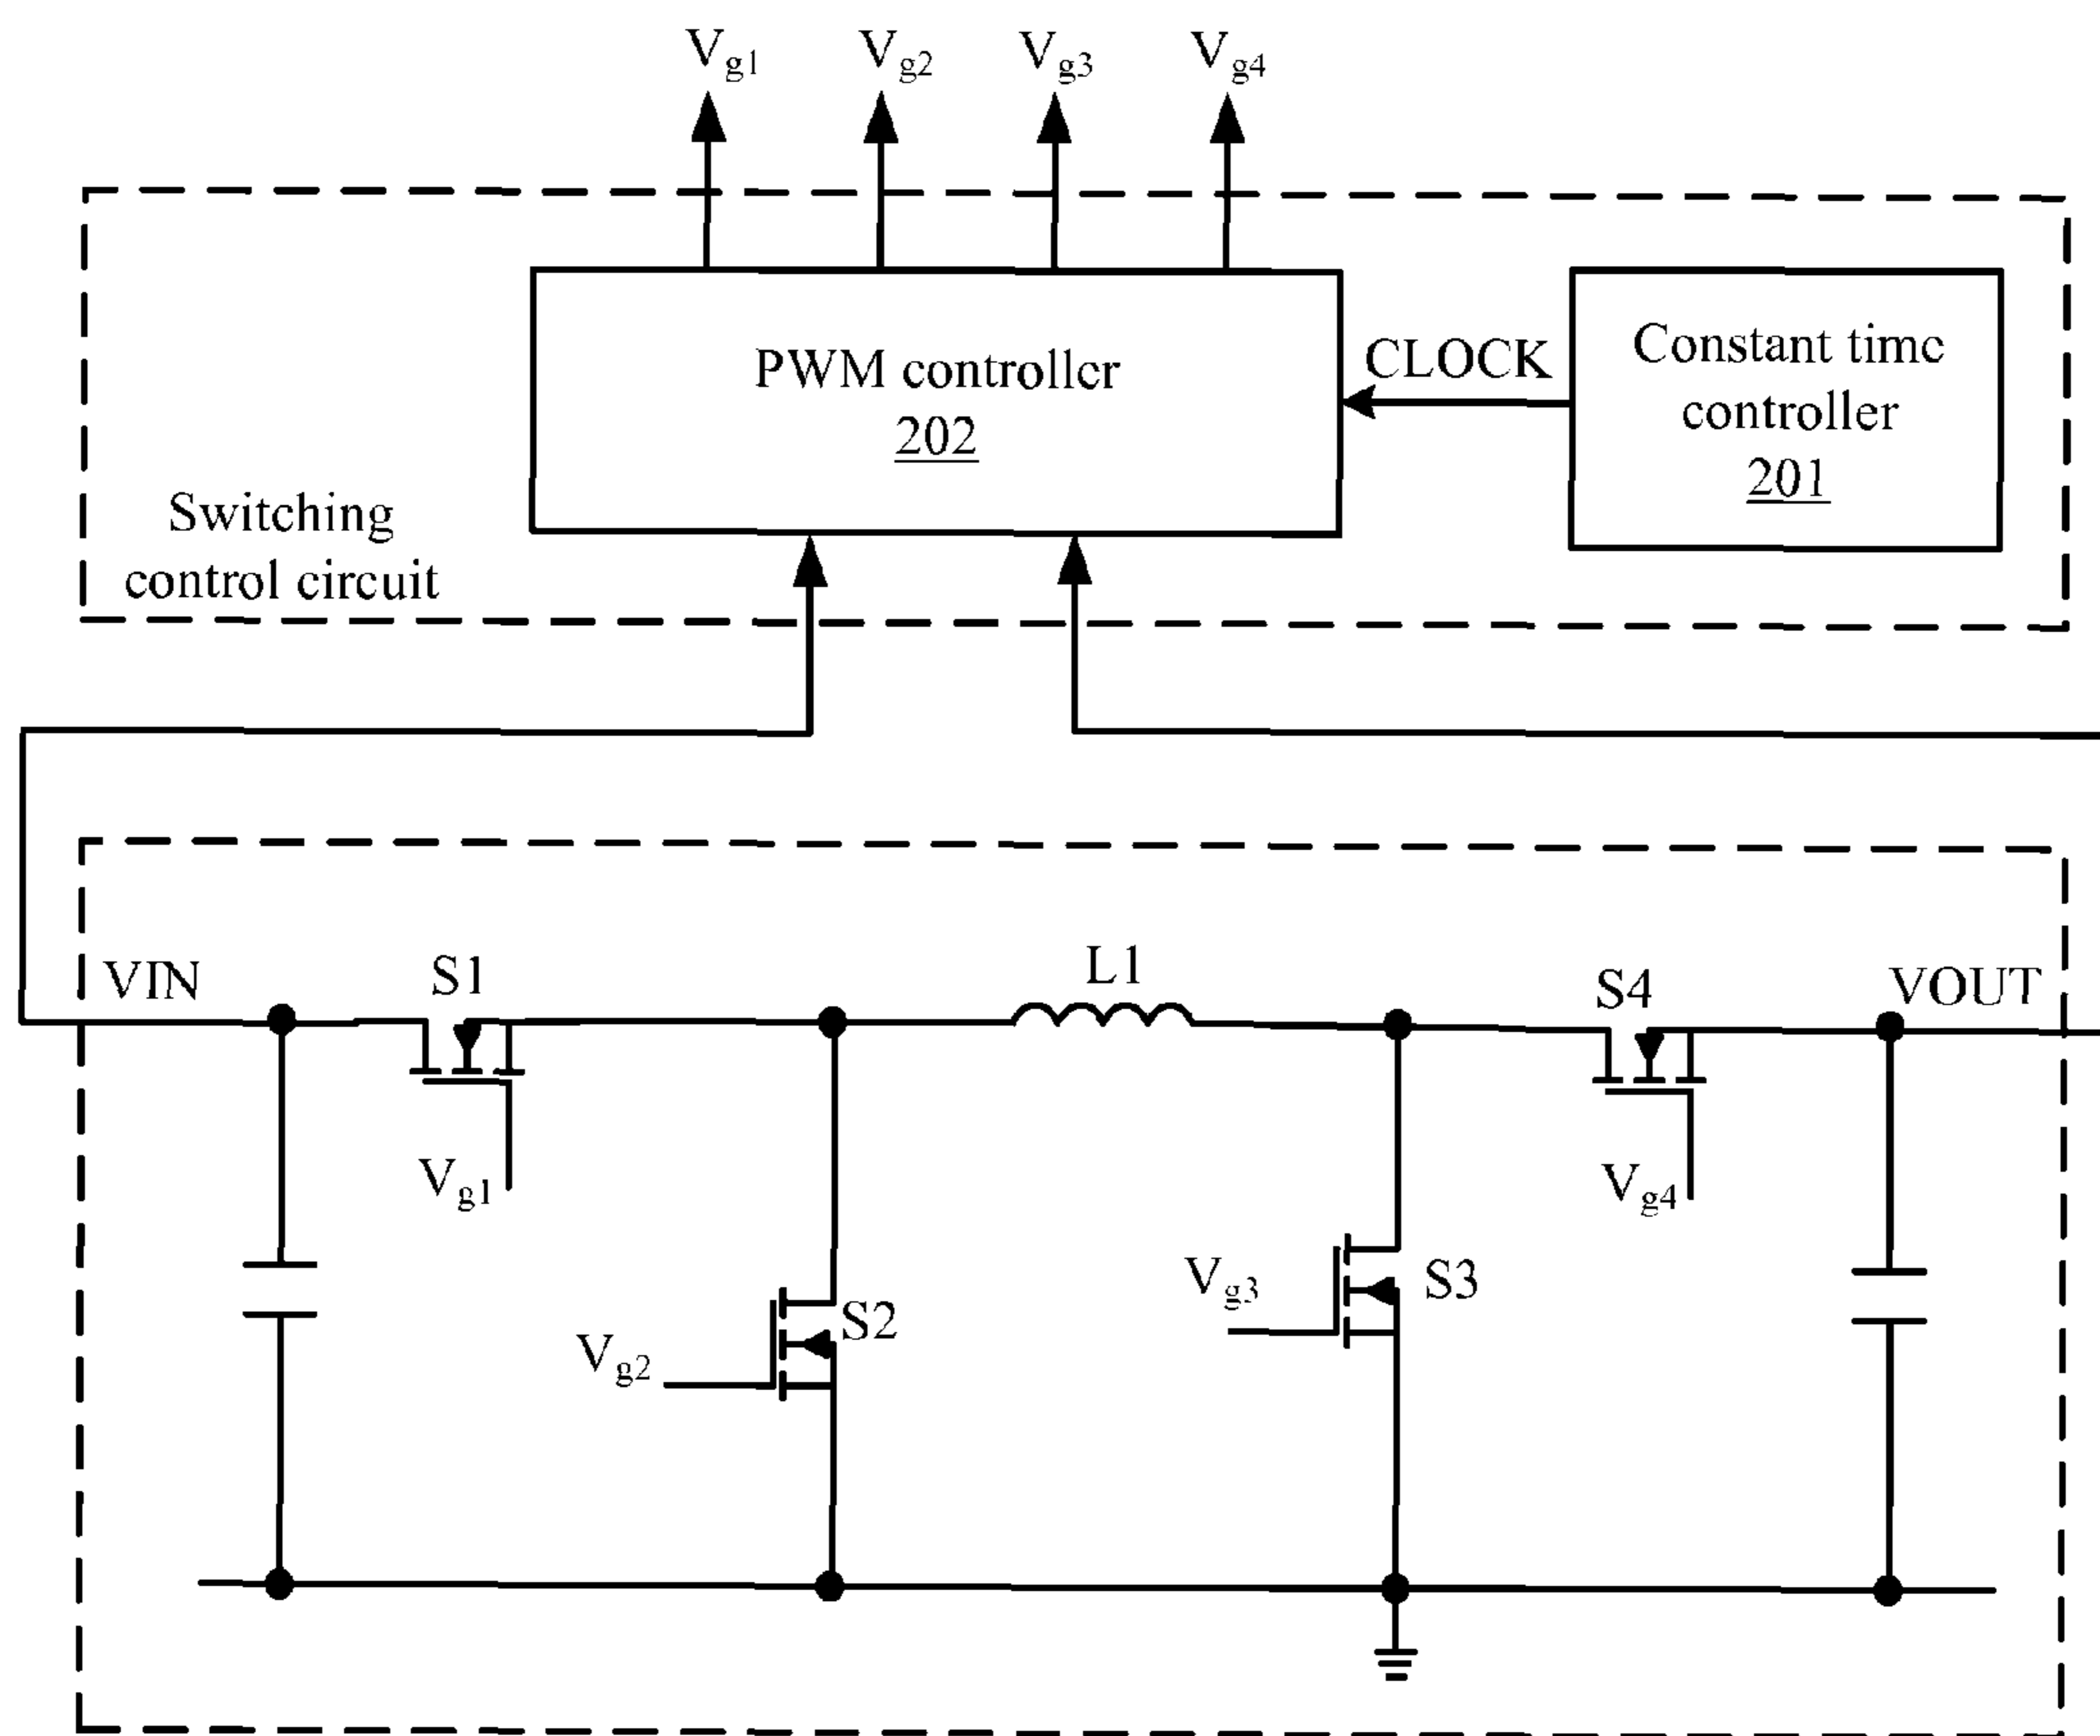 Vg1 Vg2 Vg3 Vg4
PWM controller
202
CLOCK
Constant time
controller
201
Switching
control circuit
VIN
S1
L1
S4
VOUT
Vg1
Vg4
Vg3
S3
S2
Vg2